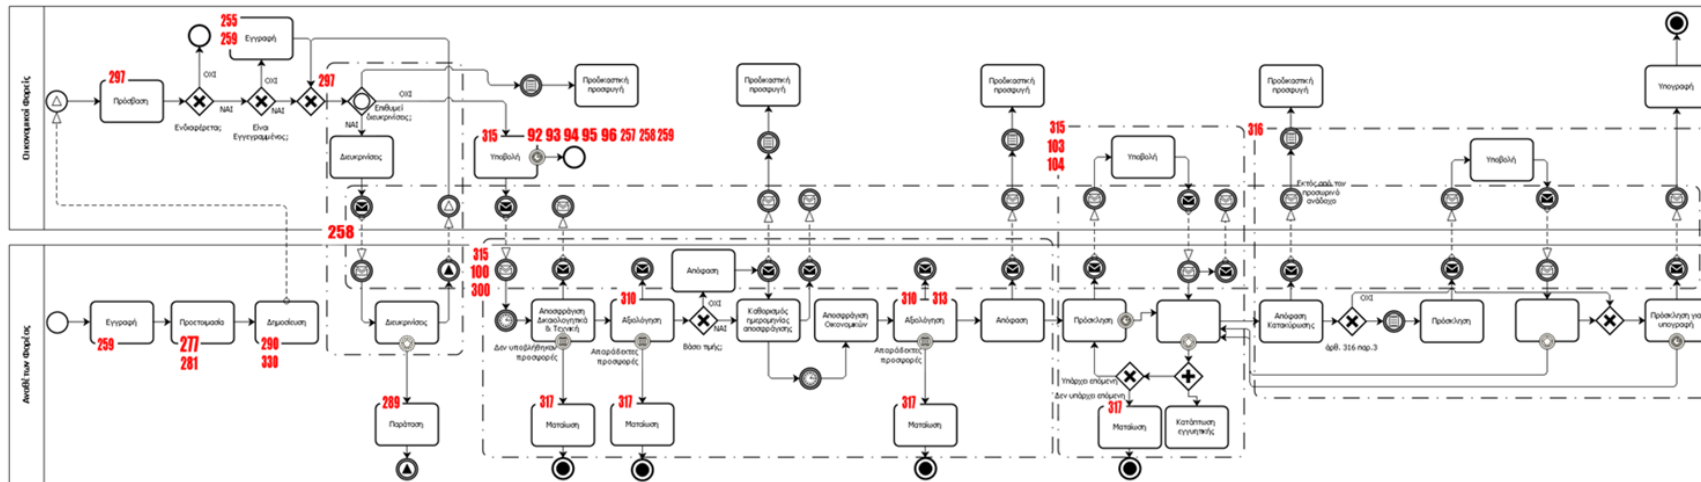 Οικονομικοί Φορείς
297
Πρόσβαση
Ενδιαφέρεται;
ΟΧΙ
ΝΑΙ
255
259
Εγγραφή
ΟΧΙ
ΝΑΙ
Είναι
Εγγεγραμμένος;
297
Επιθυμεί
διευκρινίσεις;
ΟΧΙ
ΝΑΙ
Διευκρινίσεις
Προδικαστική
προσφυγή
315
Υποβολή
92 93 94 95 96 257 258 259
Προδικαστική
προσφυγή
Προδικαστική
προσφυγή
315
103
104
Υποβολή
316
Προδικαστική
προσφυγή
Εκτός από τον
προσωρινό
ανάδοχο
Υποβολή
Υπογραφή
258
Αναθέτων Φορέας
Εγγραφή
259
Προετοιμασία
277
281
Δημοσίευση
290
330
Διευκρινίσεις
289
Παράταση
315
100
300
Αποσφράγιση
Δικαιολογητικά
& Τεχνική
Δεν υποβλήθηκαν
προσφορές
317
Ματαίωση
310
Αξιολόγηση
Απαράδεκτες
προσφορές
317
Ματαίωση
Απόφαση
ΟΧΙ
ΝΑΙ
Βάσει τιμής;
Καθορισμός
ημερομηνίας
αποσφράγισης
Αποσφράγιση
Οικονομικών
310 313
Αξιολόγηση
Απαράδεκτες
προσφορές
317
Ματαίωση
Απόφαση
Πρόσκληση
Υπάρχει επόμενη
Δεν υπάρχει επόμενη
317
Ματαίωση
Κατάπτωση
εγγυητικής
Απόφαση
Κατακύρωσης
ΟΧΙ
άρθ. 316 παρ.3
Πρόσκληση
Πρόσκληση για
υπογραφή